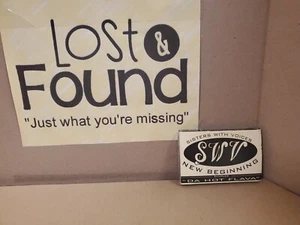 Lost &
Found
"Just what you're missing"
SISTERS WITH VOICES
SWV
NEW BEGINNING
"DA HOT FLAVA"